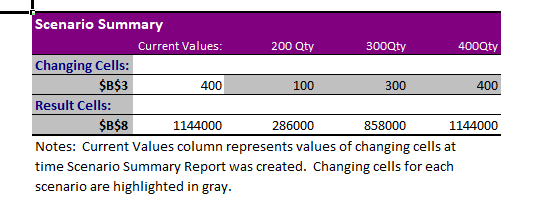 Scenario Summary
Current Values: 200 Qty 300Qty 400Qty
Changing Cells:
$B$3 400 100 300 400
Result Cells:
$B$8 1144000 286000 858000 1144000
Notes: Current Values column represents values of changing cells at
time Scenario Summary Report was created. Changing cells for each
scenario are highlighted in gray.